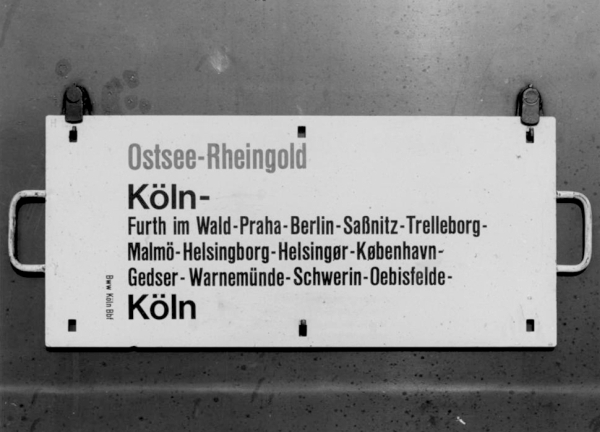 Ostsee-Rheingold
Köln-
Furth im Wald-Praha-Berlin-Saßnitz-Trelleborg-
Malmö-Helsingborg-Helsingør-København-
Gedser-Warnemünde-Schwerin-Oebisfelde-
Köln
Bww Köln Bbf